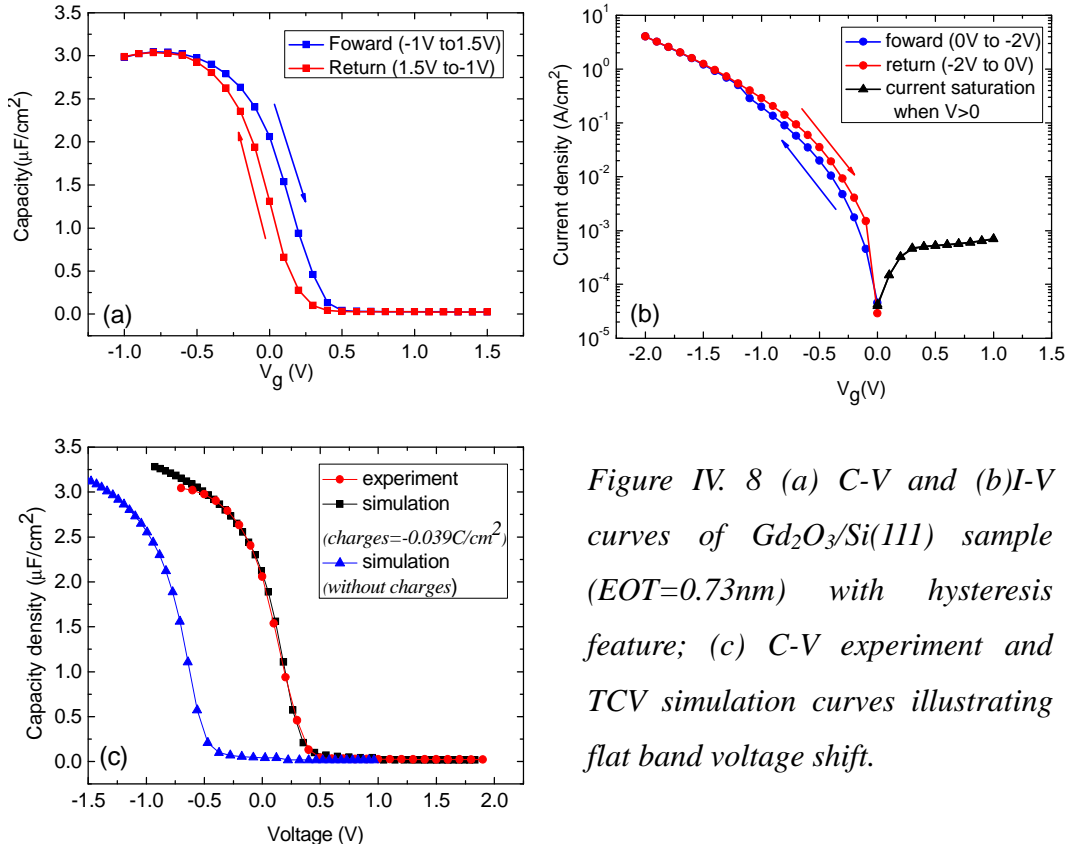 3.5
3.0
2.5
2.0
1.5
1.0
0.5
0.0
Capacity(μF/cm²)
Foward (-1V to1.5V)
Return (1.5V to-1V)
(a)
-1.0 -0.5 0.0 0.5 1.0 1.5
Vg (V)
10¹
10⁰
10⁻¹
10⁻²
10⁻³
10⁻⁴
10⁻⁵
Current density (A/cm²)
foward (0V to -2V)
return (-2V to 0V)
current saturation
when V>0
(b)
-2.0 -1.5 -1.0 -0.5 0.0 0.5 1.0 1.5
Vg(V)
3.5
3.0
2.5
2.0
1.5
1.0
0.5
0.0
Capacity density (μF/cm²)
experiment
simulation
(charges=-0.039C/cm²)
simulation
(without charges)
(c)
-1.5 -1.0 -0.5 0.0 0.5 1.0 1.5 2.0
Voltage (V)
Figure IV. 8 (a) C-V and (b)I-V
curves of Gd₂O₃/Si(111) sample
(EOT=0.73nm) with hysteresis
feature; (c) C-V experiment and
TCV simulation curves illustrating
flat band voltage shift.